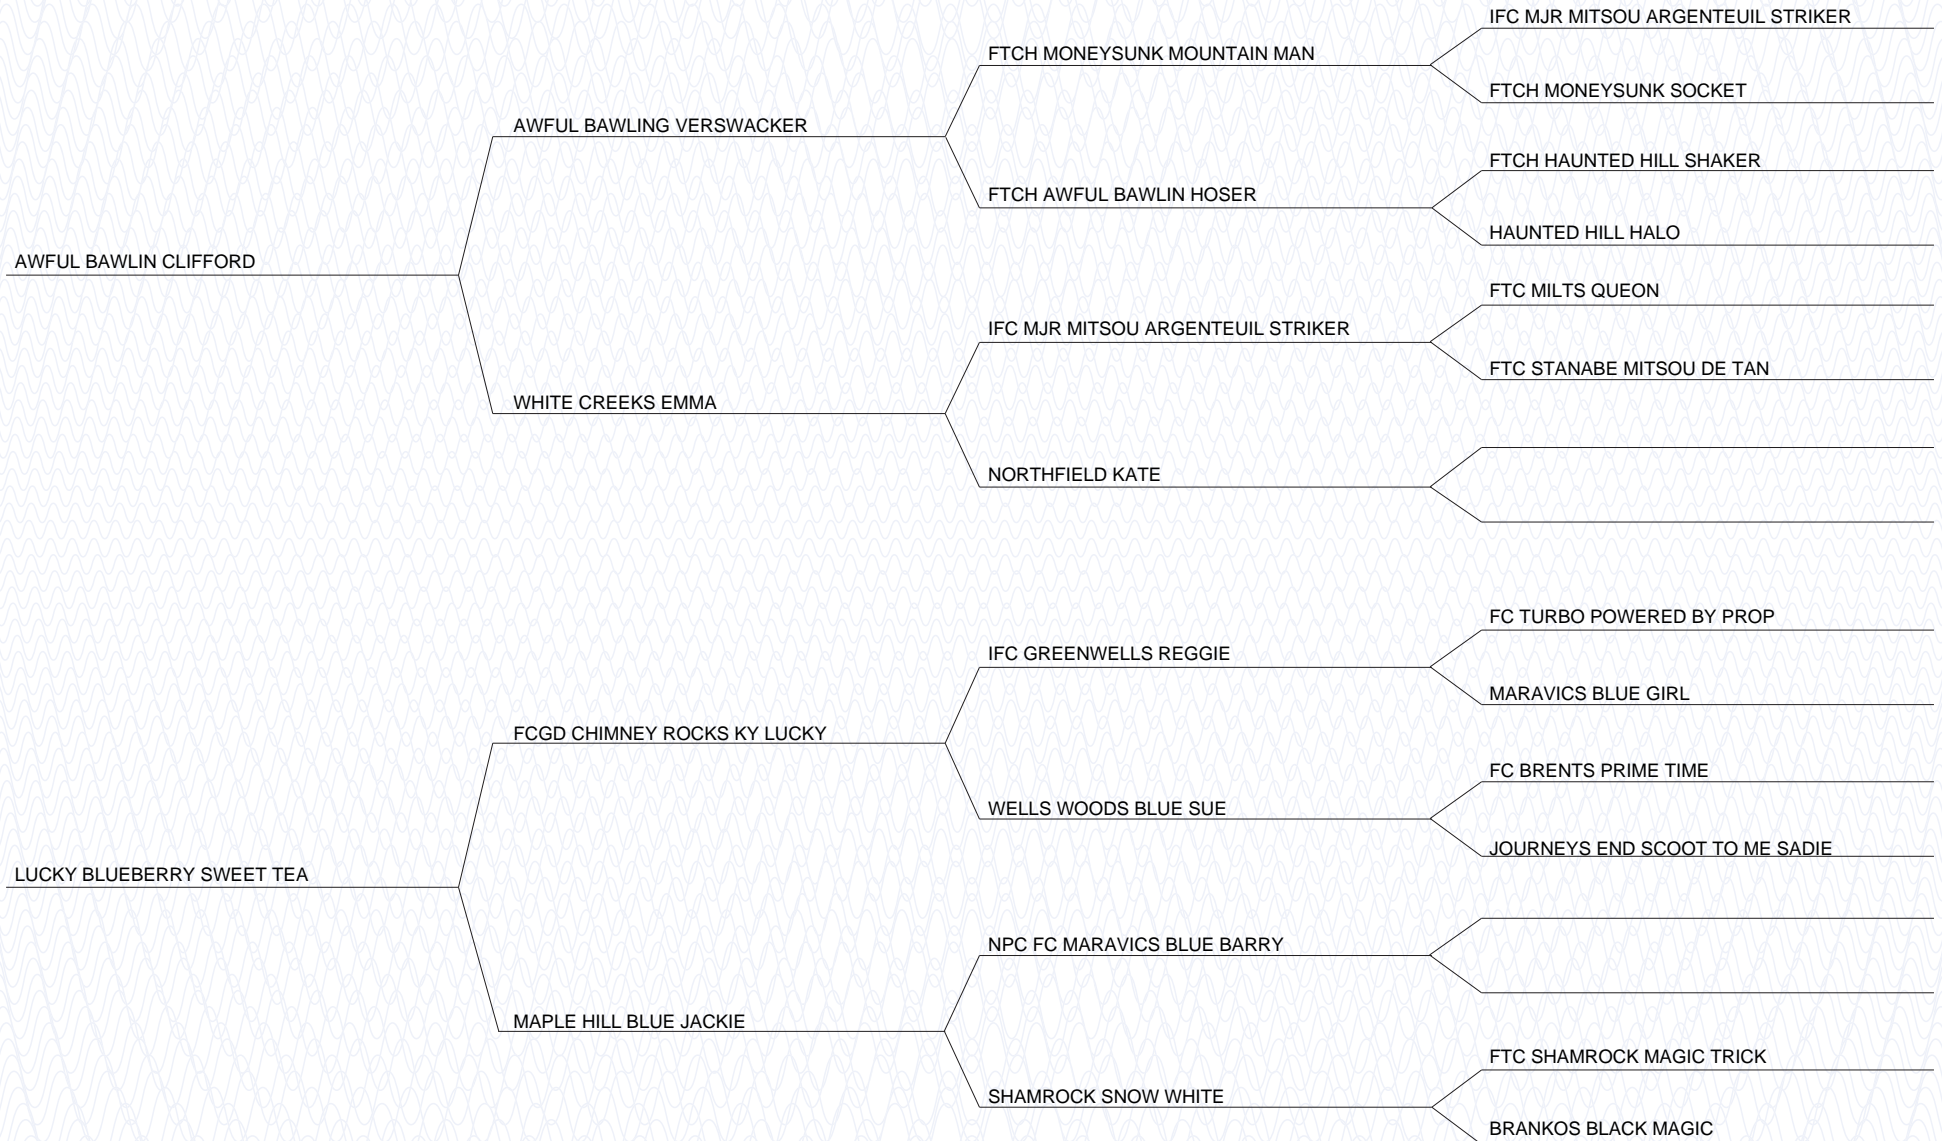 IFC MJR MITSOU ARGENTEUIL STRIKER
FTCH MONEYSUNK MOUNTAIN MAN
FTCH MONEYSUNK SOCKET
AWFUL BAWLING VERSWACKER
FTCH HAUNTED HILL SHAKER
FTCH AWFUL BAWLIN HOSER
HAUNTED HILL HALO
AWFUL BAWLIN CLIFFORD
FTC MILTS QUEON
IFC MJR MITSOU ARGENTEUIL STRIKER
FTC STANABE MITSOU DE TAN
WHITE CREEKS EMMA
NORTHFIELD KATE
FC TURBO POWERED BY PROP
IFC GREENWELLS REGGIE
MARAVICS BLUE GIRL
FCGD CHIMNEY ROCKS KY LUCKY
FC BRENTS PRIME TIME
WELLS WOODS BLUE SUE
JOURNEYS END SCOOT TO ME SADIE
LUCKY BLUEBERRY SWEET TEA
NPC FC MARAVICS BLUE BARRY
MAPLE HILL BLUE JACKIE
FTC SHAMROCK MAGIC TRICK
SHAMROCK SNOW WHITE
BRANKOS BLACK MAGIC